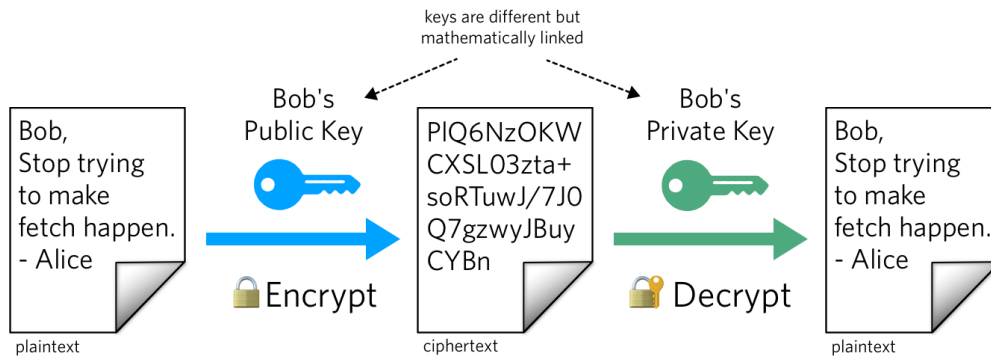 keys are different but
mathematically linked
Bob's
Public Key
Bob's
Private Key
Bob,
Stop trying
to make
fetch happen.
- Alice
PlQ6NzOKW
CXSL03zta+
soRTuwJ/7J0
Q7gzwyJBuy
CYBn
Bob,
Stop trying
to make
fetch happen.
- Alice
Encrypt
Decrypt
plaintext
ciphertext
plaintext